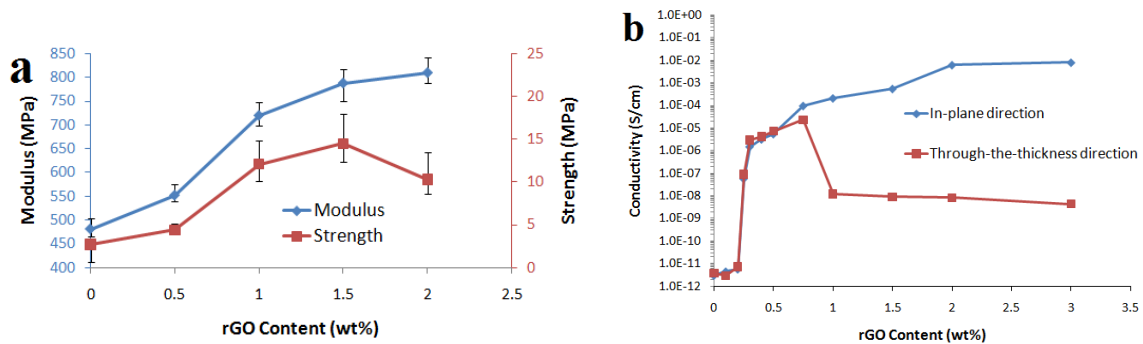 a
850
800
750
700
650
600
550
500
450
400
Modulus (MPa)
25
20
15
10
5
0
Strength (MPa)
Modulus
Strength
0 0.5 1 1.5 2 2.5
rGO Content (wt%)
b
1.0E+00
1.0E-01
1.0E-02
1.0E-03
1.0E-04
1.0E-05
1.0E-06
1.0E-07
1.0E-08
1.0E-09
1.0E-10
1.0E-11
1.0E-12
Conductivity (S/cm)
In-plane direction
Through-the-thickness direction
0 0.5 1 1.5 2 2.5 3 3.5
rGO Content (wt%)